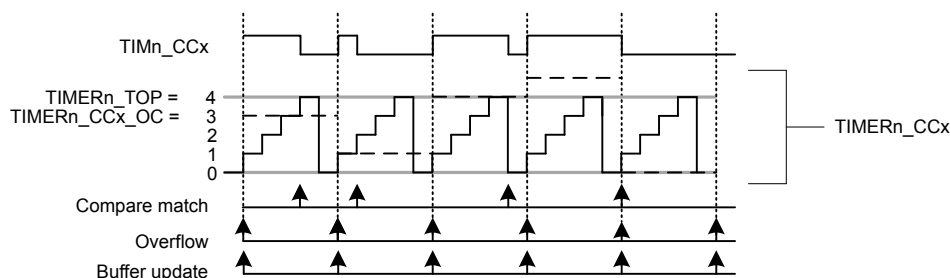 TIMn_CCx
TIMERn_TOP = 4
TIMERn_CCx_OC = 3
2
1
0
TIMERn_CCx
Compare match
Overflow
Buffer update